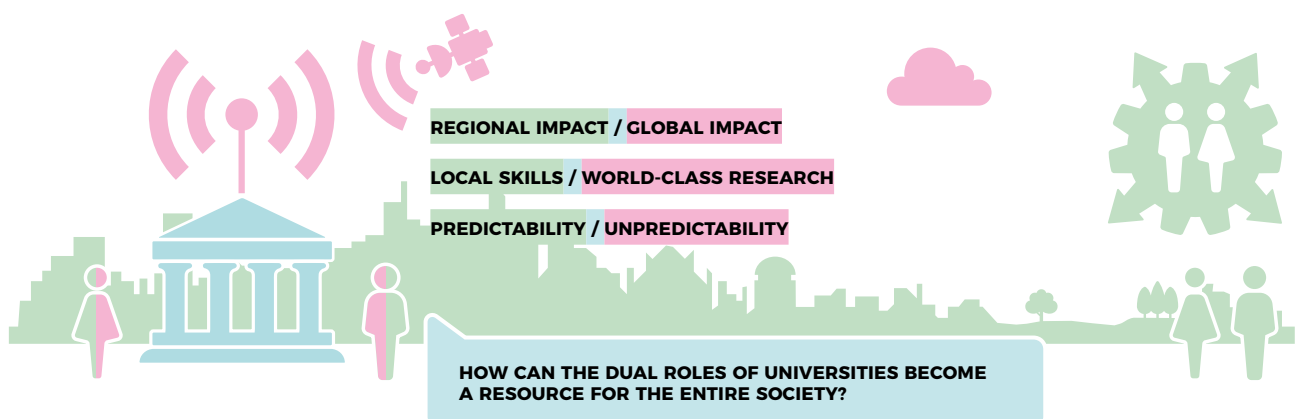 REGIONAL IMPACT / GLOBAL IMPACT
LOCAL SKILLS / WORLD-CLASS RESEARCH
PREDICTABILITY / UNPREDICTABILITY
HOW CAN THE DUAL ROLES OF UNIVERSITIES BECOME
A RESOURCE FOR THE ENTIRE SOCIETY?